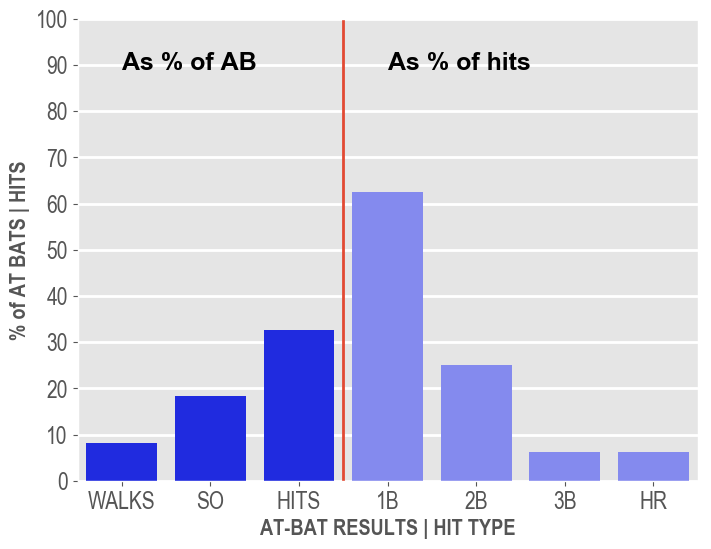 100
90
80
70
60
50
40
30
20
10
0
% of AT BATS | HITS
As % of AB
As % of hits
WALKS SO HITS 1B 2B 3B HR
AT-BAT RESULTS | HIT TYPE